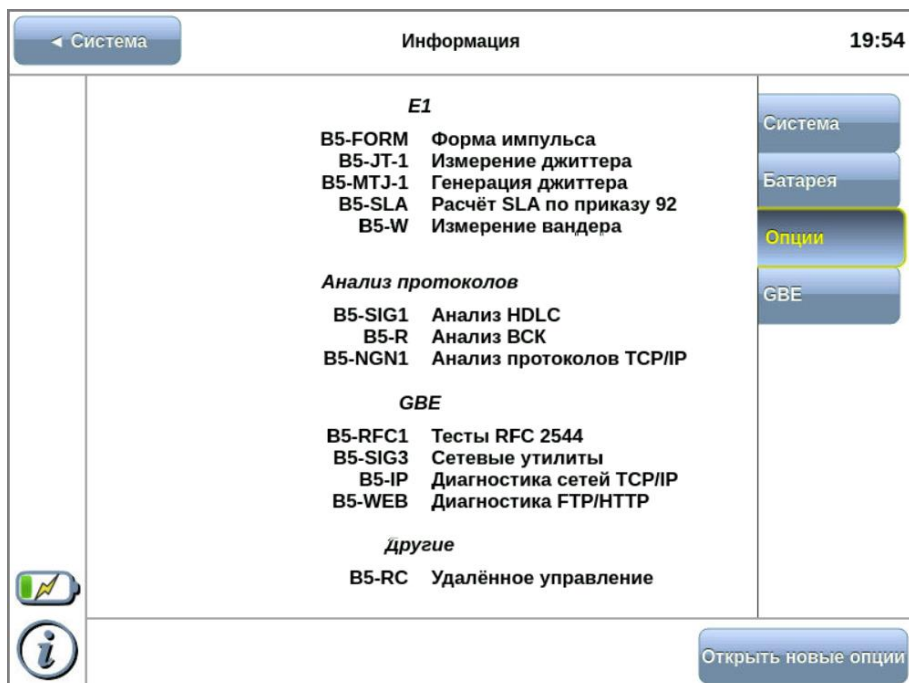 ◄ Система
Информация
19:54
E1
B5-FORM Форма импульса
B5-JT-1 Измерение джиттера
B5-MTJ-1 Генерация джиттера
B5-SLA Расчёт SLA по приказу 92
B5-W Измерение вандера
Анализ протоколов
B5-SIG1 Анализ HDLC
B5-R Анализ ВСК
B5-NGN1 Анализ протоколов TCP/IP
GBE
B5-RFC1 Тесты RFC 2544
B5-SIG3 Сетевые утилиты
B5-IP Диагностика сетей TCP/IP
B5-WEB Диагностика FTP/HTTP
Другие
B5-RC Удалённое управление
Система
Батарея
Опции
GBE
i
Открыть новые опции